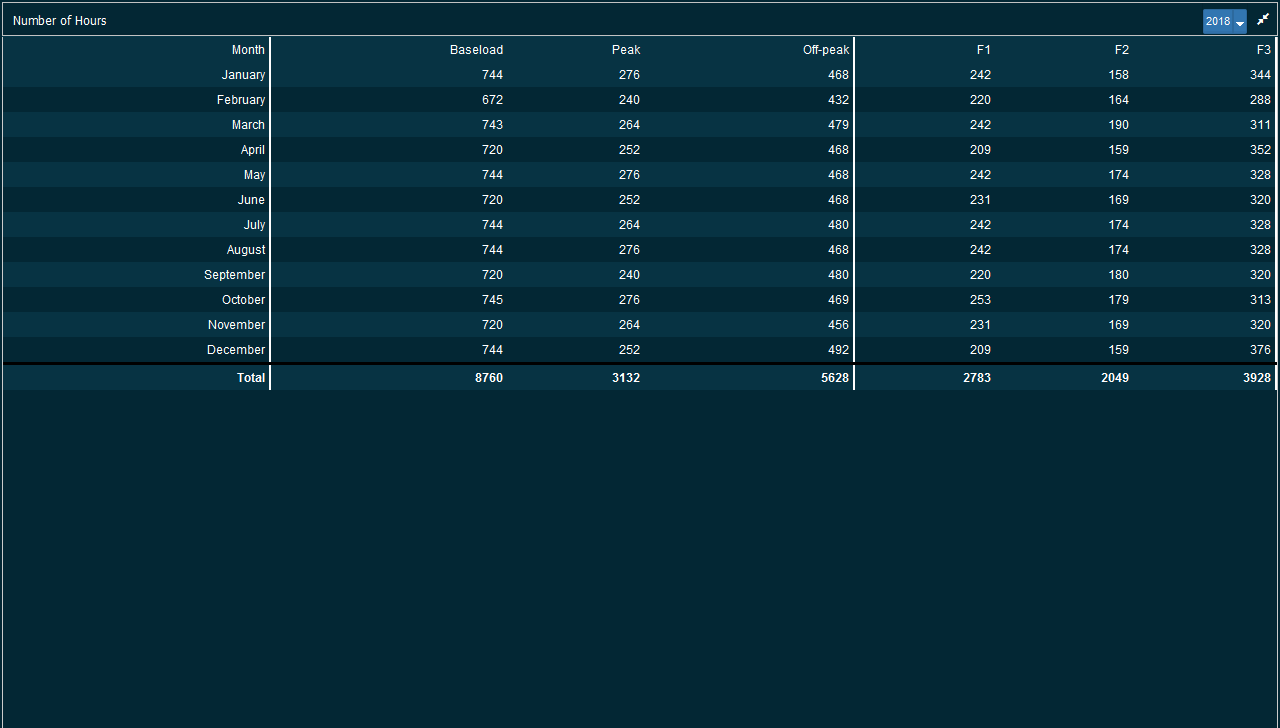 Number of Hours 2018
Month Baseload Peak Off-peak F1 F2 F3
January 744 276 468 242 158 344
February 672 240 432 220 164 288
March 743 264 479 242 190 311
April 720 252 468 209 159 352
May 744 276 468 242 174 328
June 720 252 468 231 169 320
July 744 264 480 242 174 328
August 744 276 468 242 174 328
September 720 240 480 220 180 320
October 745 276 469 253 179 313
November 720 264 456 231 169 320
December 744 252 492 209 159 376
Total 8760 3132 5628 2783 2049 3928